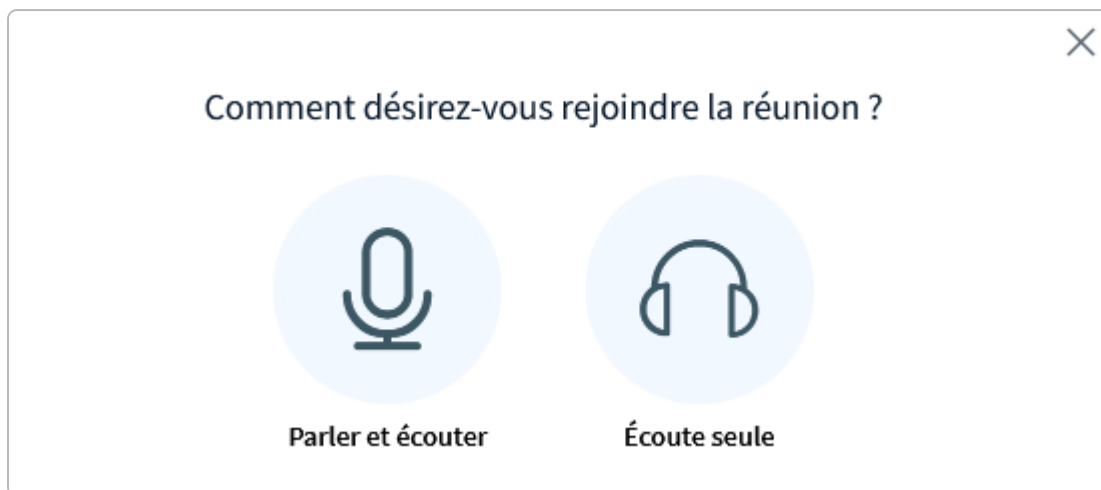 Comment désirez-vous rejoindre la réunion ?
Parler et écouter
Écoute seule